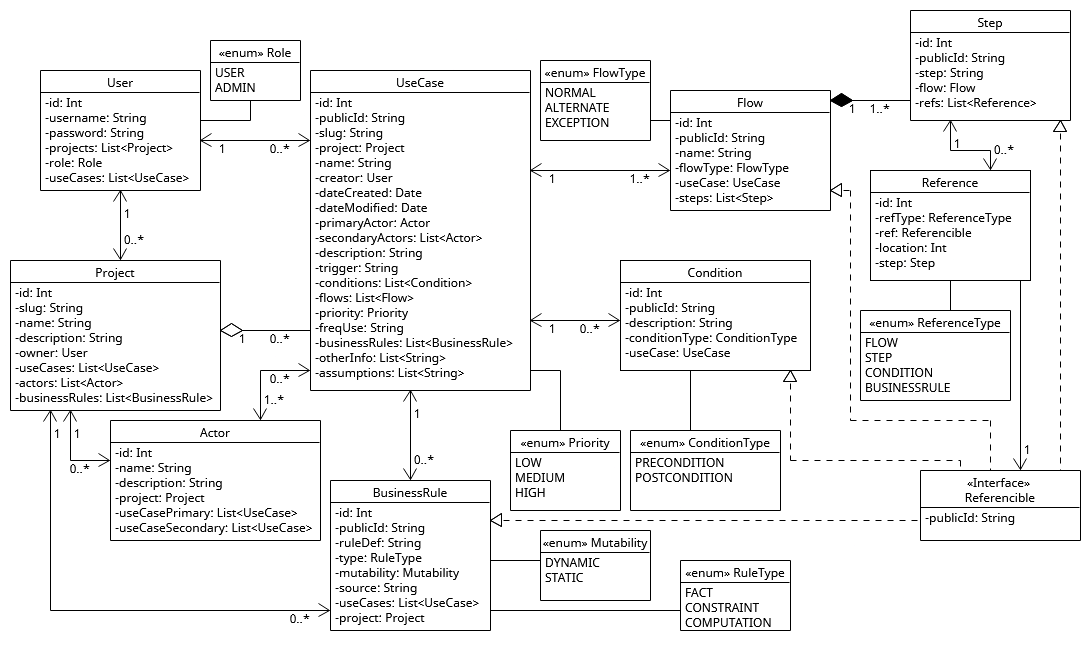 Step
-id: Int
-publicId: String
-step: String
-flow: Flow
-refs: List<Reference>
«enum» Role
USER
ADMIN
User
-id: Int
-username: String
-password: String
-projects: List<Project>
-role: Role
-useCases: List<UseCase>
UseCase
-id: Int
-publicId: String
-slug: String
-project: Project
-name: String
-creator: User
-dateCreated: Date
-dateModified: Date
-primaryActor: Actor
-secondaryActors: List<Actor>
-description: String
-trigger: String
-conditions: List<Condition>
-flows: List<Flow>
-priority: Priority
-freqUse: String
-businessRules: List<BusinessRule>
-otherInfo: List<String>
-assumptions: List<String>
«enum» FlowType
NORMAL
ALTERNATE
EXCEPTION
Flow
-id: Int
-publicId: String
-name: String
-flowType: FlowType
-useCase: UseCase
-steps: List<Step>
1
1..*
1
0..*
1
0..*
1
1..*
Reference
-id: Int
-refType: ReferenceType
-ref: Referencible
-location: Int
-step: Step
1
0..*
Project
-id: Int
-slug: String
-name: String
-description: String
-owner: User
-useCases: List<UseCase>
-actors: List<Actor>
-businessRules: List<BusinessRule>
1
0..*
Condition
-id: Int
-publicId: String
-description: String
-conditionType: ConditionType
-useCase: UseCase
1
0..*
«enum» ReferenceType
FLOW
STEP
CONDITION
BUSINESSRULE
0..*
1..*
1
1
0..*
Actor
-id: Int
-name: String
-description: String
-project: Project
-useCasePrimary: List<UseCase>
-useCaseSecondary: List<UseCase>
1
0..*
«enum» Priority
LOW
MEDIUM
HIGH
«enum» ConditionType
PRECONDITION
POSTCONDITION
1
«Interface»
Referencible
-publicId: String
BusinessRule
-id: Int
-publicId: String
-ruleDef: String
-type: RuleType
-mutability: Mutability
-source: String
-useCases: List<UseCase>
-project: Project
0..*
«enum» Mutability
DYNAMIC
STATIC
«enum» RuleType
FACT
CONSTRAINT
COMPUTATION